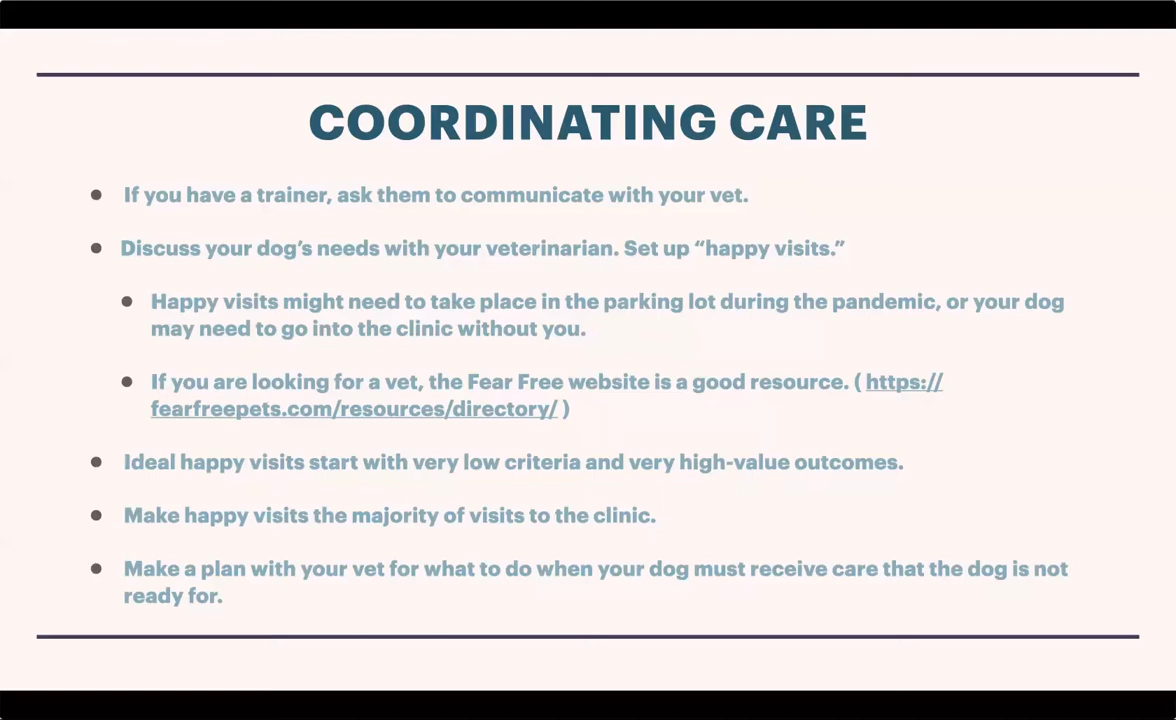 COORDINATING CARE
• If you have a trainer, ask them to communicate with your vet.
• Discuss your dog’s needs with your veterinarian. Set up “happy visits.”
• Happy visits might need to take place in the parking lot during the pandemic, or your dog
may need to go into the clinic without you.
• If you are looking for a vet, the Fear Free website is a good resource. ( https://
fearfreepets.com/resources/directory/ )
• Ideal happy visits start with very low criteria and very high-value outcomes.
• Make happy visits the majority of visits to the clinic.
• Make a plan with your vet for what to do when your dog must receive care that the dog is not
ready for.